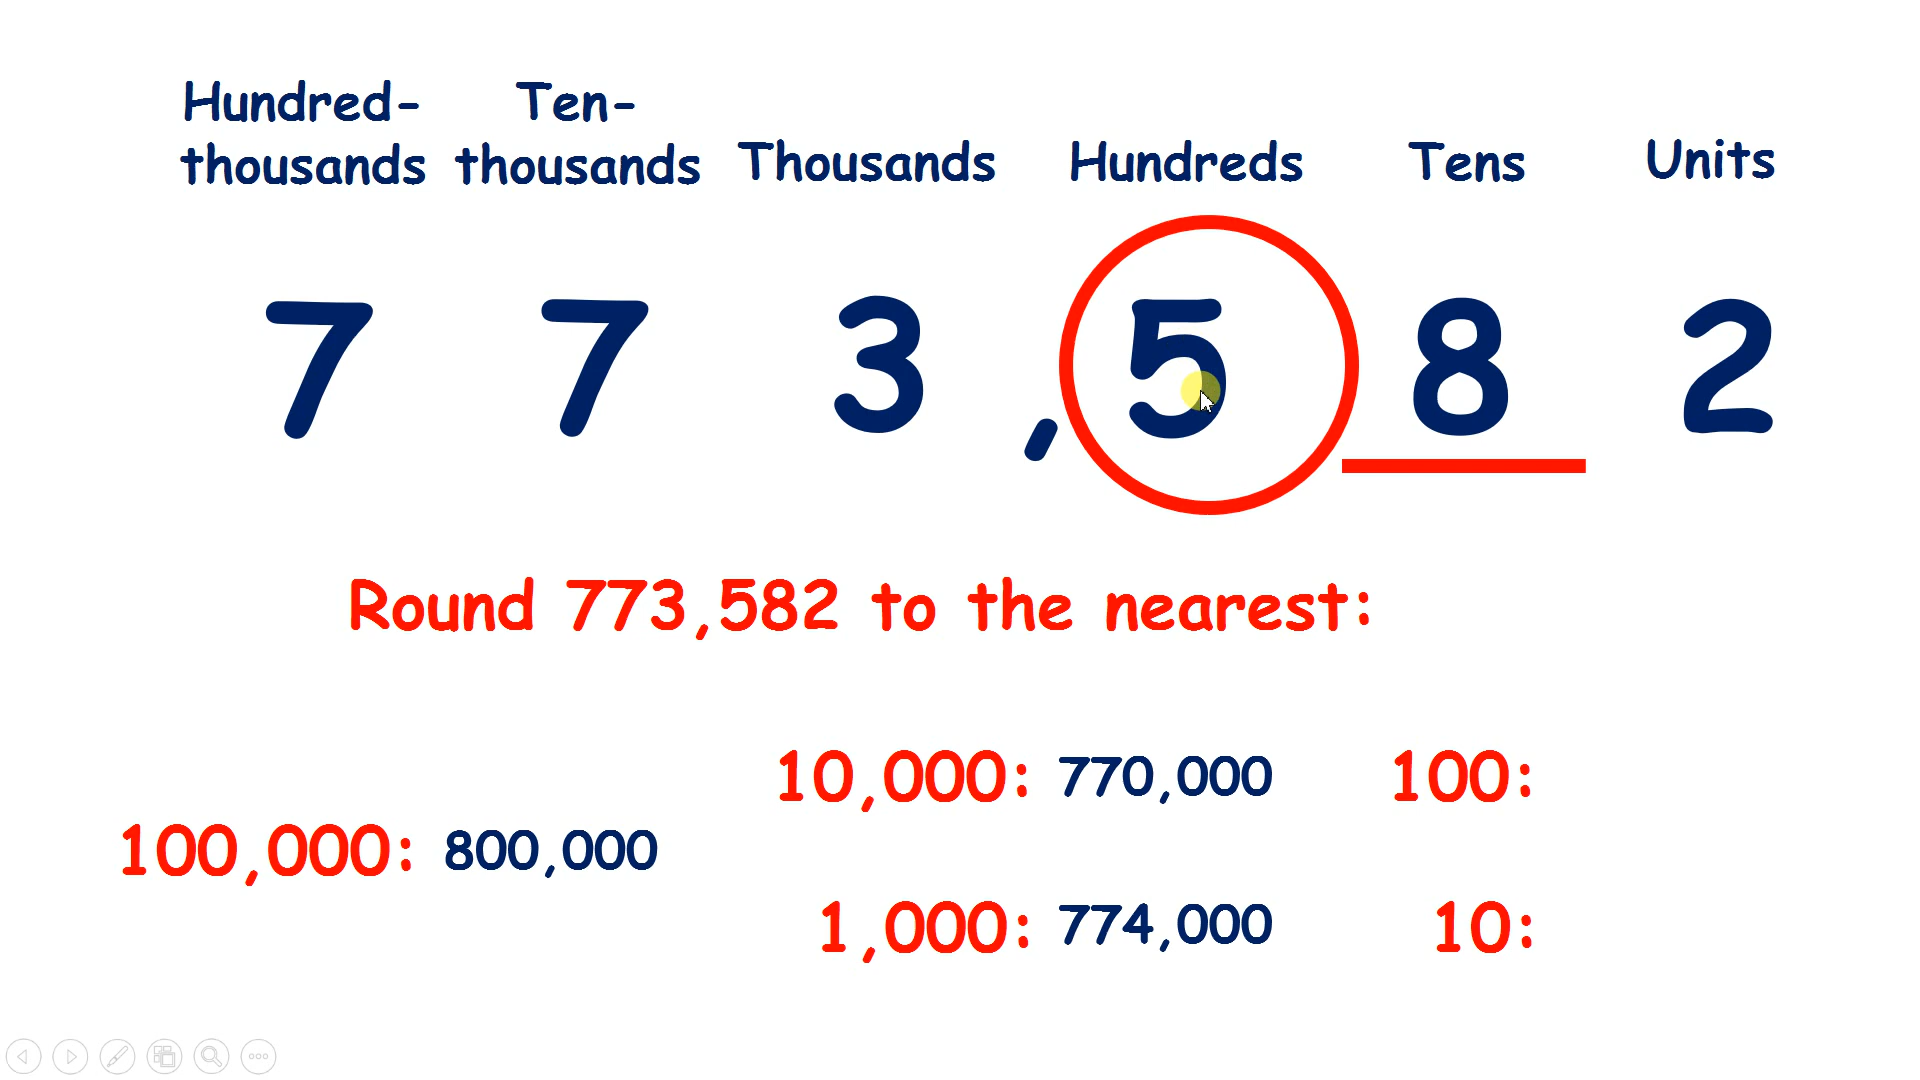 Hundred-
thousands
Ten-
thousands
Thousands
Hundreds
Tens
Units
7 7 3 , 5 8 2
Round 773,582 to the nearest:
100,000: 800,000
10,000: 770,000
1,000: 774,000
100:
10: